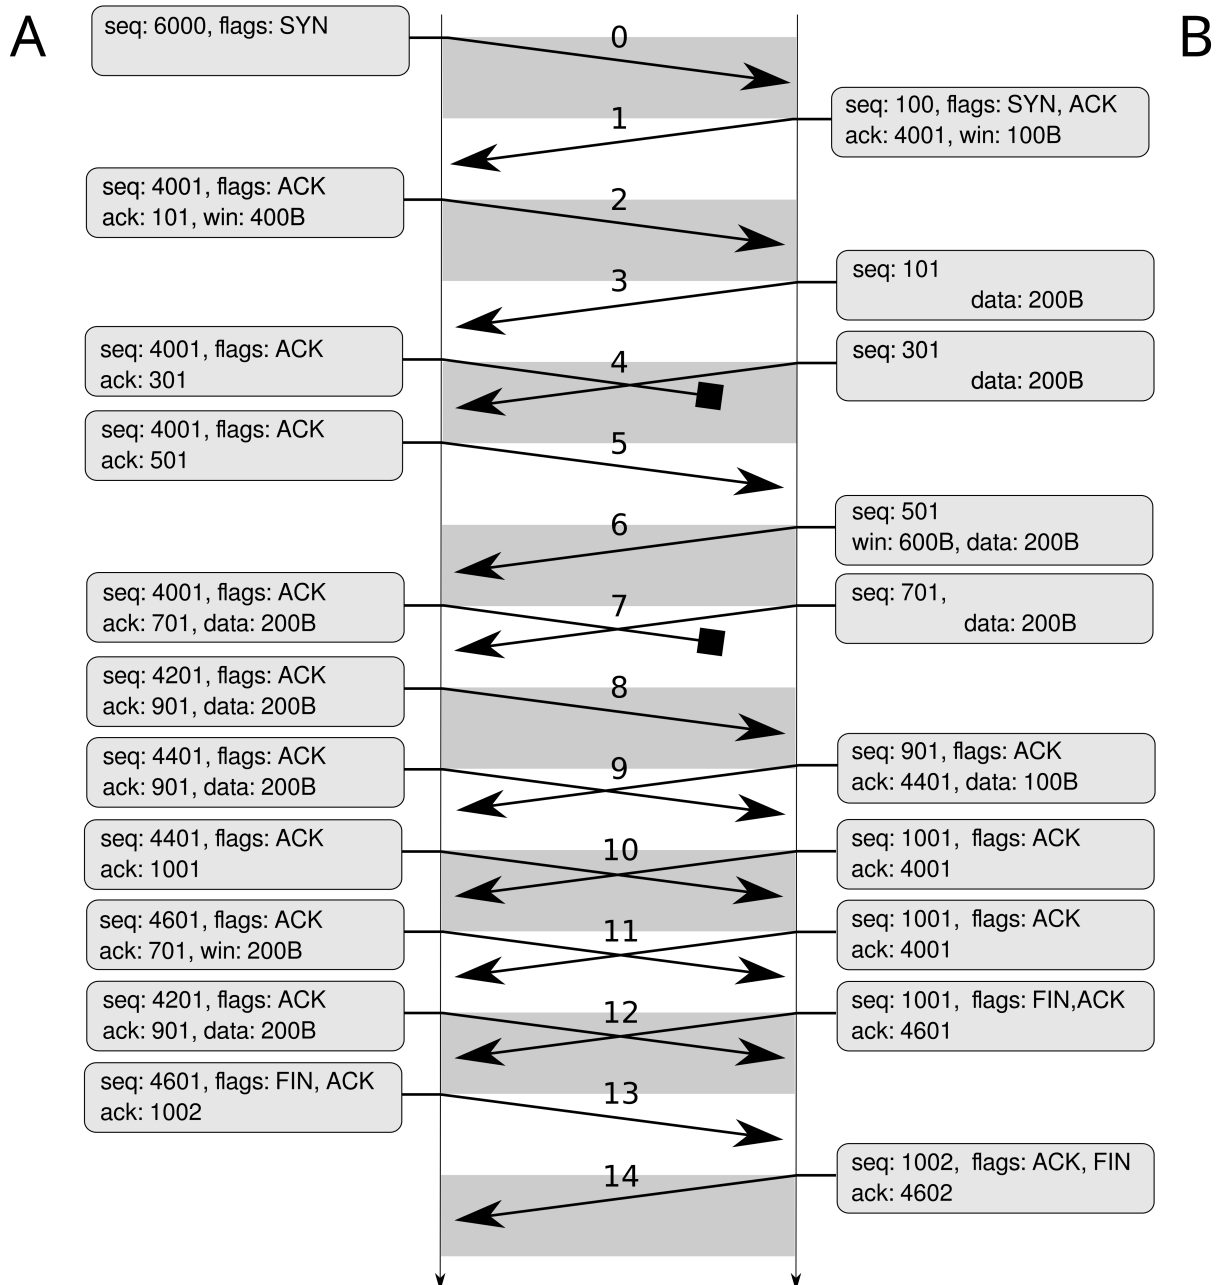 A
B
seq: 6000, flags: SYN
0
1
seq: 100, flags: SYN, ACK
ack: 4001, win: 100B
seq: 4001, flags: ACK
ack: 101, win: 400B
2
3
seq: 101
data: 200B
seq: 4001, flags: ACK
ack: 301
4
seq: 301
data: 200B
seq: 4001, flags: ACK
ack: 501
5
6
seq: 501
win: 600B, data: 200B
seq: 4001, flags: ACK
ack: 701, data: 200B
7
seq: 701,
data: 200B
seq: 4201, flags: ACK
ack: 901, data: 200B
8
seq: 4401, flags: ACK
ack: 901, data: 200B
9
seq: 901, flags: ACK
ack: 4401, data: 100B
seq: 4401, flags: ACK
ack: 1001
10
seq: 1001, flags: ACK
ack: 4001
seq: 4601, flags: ACK
ack: 701, win: 200B
11
seq: 1001, flags: ACK
ack: 4001
seq: 4201, flags: ACK
ack: 901, data: 200B
12
seq: 1001, flags: FIN,ACK
ack: 4601
seq: 4601, flags: FIN, ACK
ack: 1002
13
14
seq: 1002, flags: ACK, FIN
ack: 4602